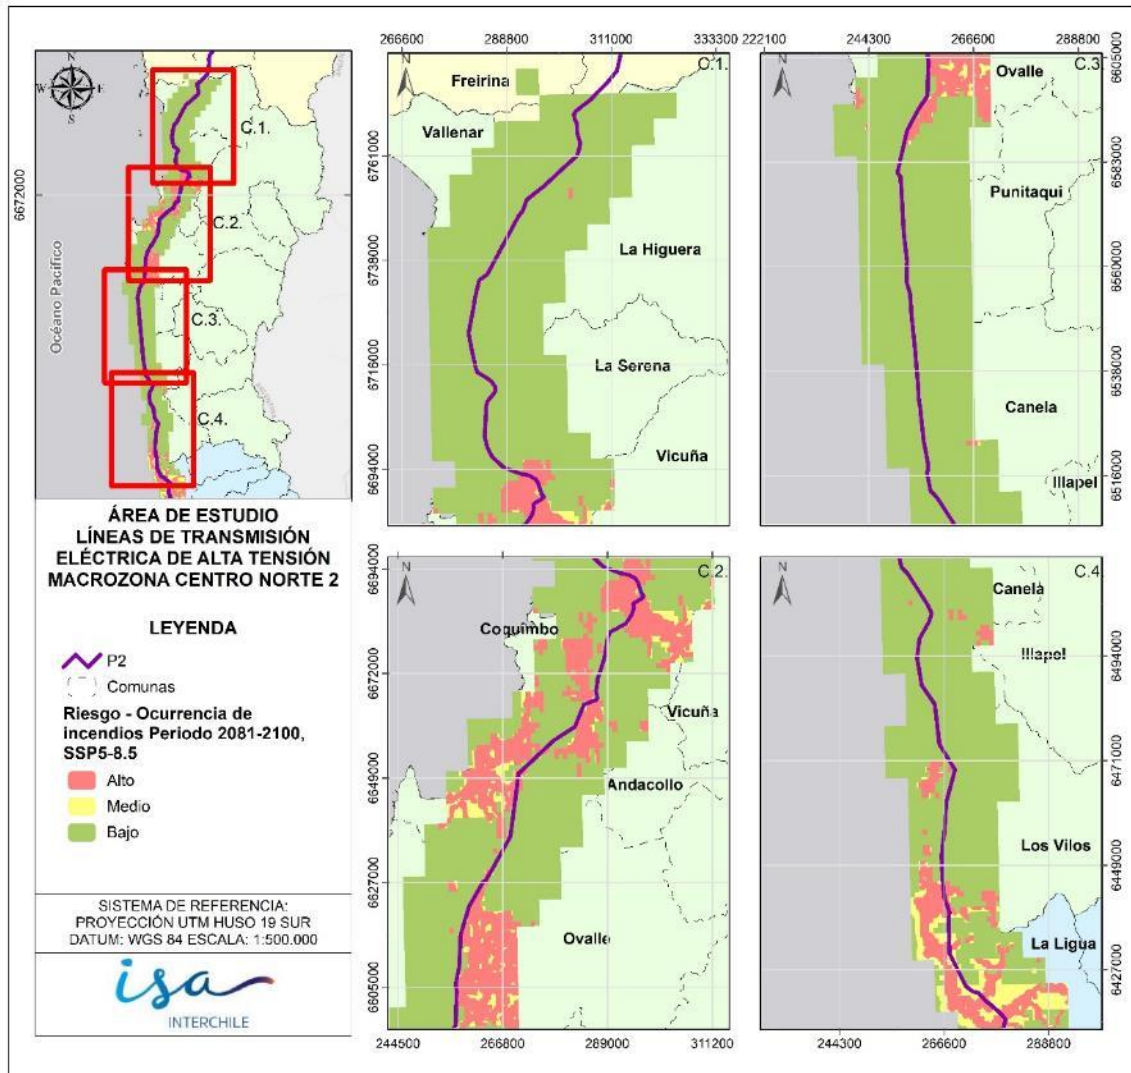 N
W
E
S
6672000
Océano Pacífico
C.1.
C.2.
C.3.
C.4.
ÁREA DE ESTUDIO
LÍNEAS DE TRANSMISIÓN
ELÉCTRICA DE ALTA TENSIÓN
MACROZONA CENTRO NORTE 2
LEYENDA
P2
Comunas
Riesgo - Ocurrencia de
incendios Periodo 2081-2100,
SSP5-8.5
Alto
Medio
Bajo
SISTEMA DE REFERENCIA:
PROYECCIÓN UTM HUSO 19 SUR
DATUM: WGS 84 ESCALA: 1:500.000
isa
INTERCHILE
266600 288800 311000 333300
N
C.1.
Freirina
Vallenar
La Higuera
La Serena
Vicuña
6761000
6738000
6716000
6694000
222100 244300 266600 288800
N
C.3
Ovalle
Punitaqui
Canela
Illapel
6605000
6583000
6560000
6538000
6516000
N
C.2.
Coquimbo
Vicuña
Andacollo
Ovalle
6694000
6672000
6649000
6627000
6605000
244500 266800 289000 311200
N
C.4
Canela
Illapel
Los Vilos
La Ligua
6494000
6471000
6449000
6427000
244300 266600 288800